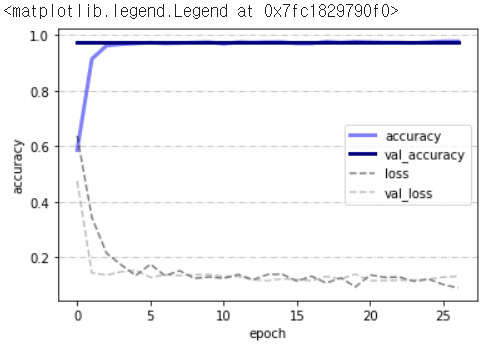 <matplotlib.legend.Legend at 0x7fc1829790f0>
1.0
0.8
0.6
0.4
0.2
accuracy
accuracy
val_accuracy
loss
val_loss
0 5 10 15 20 25
epoch